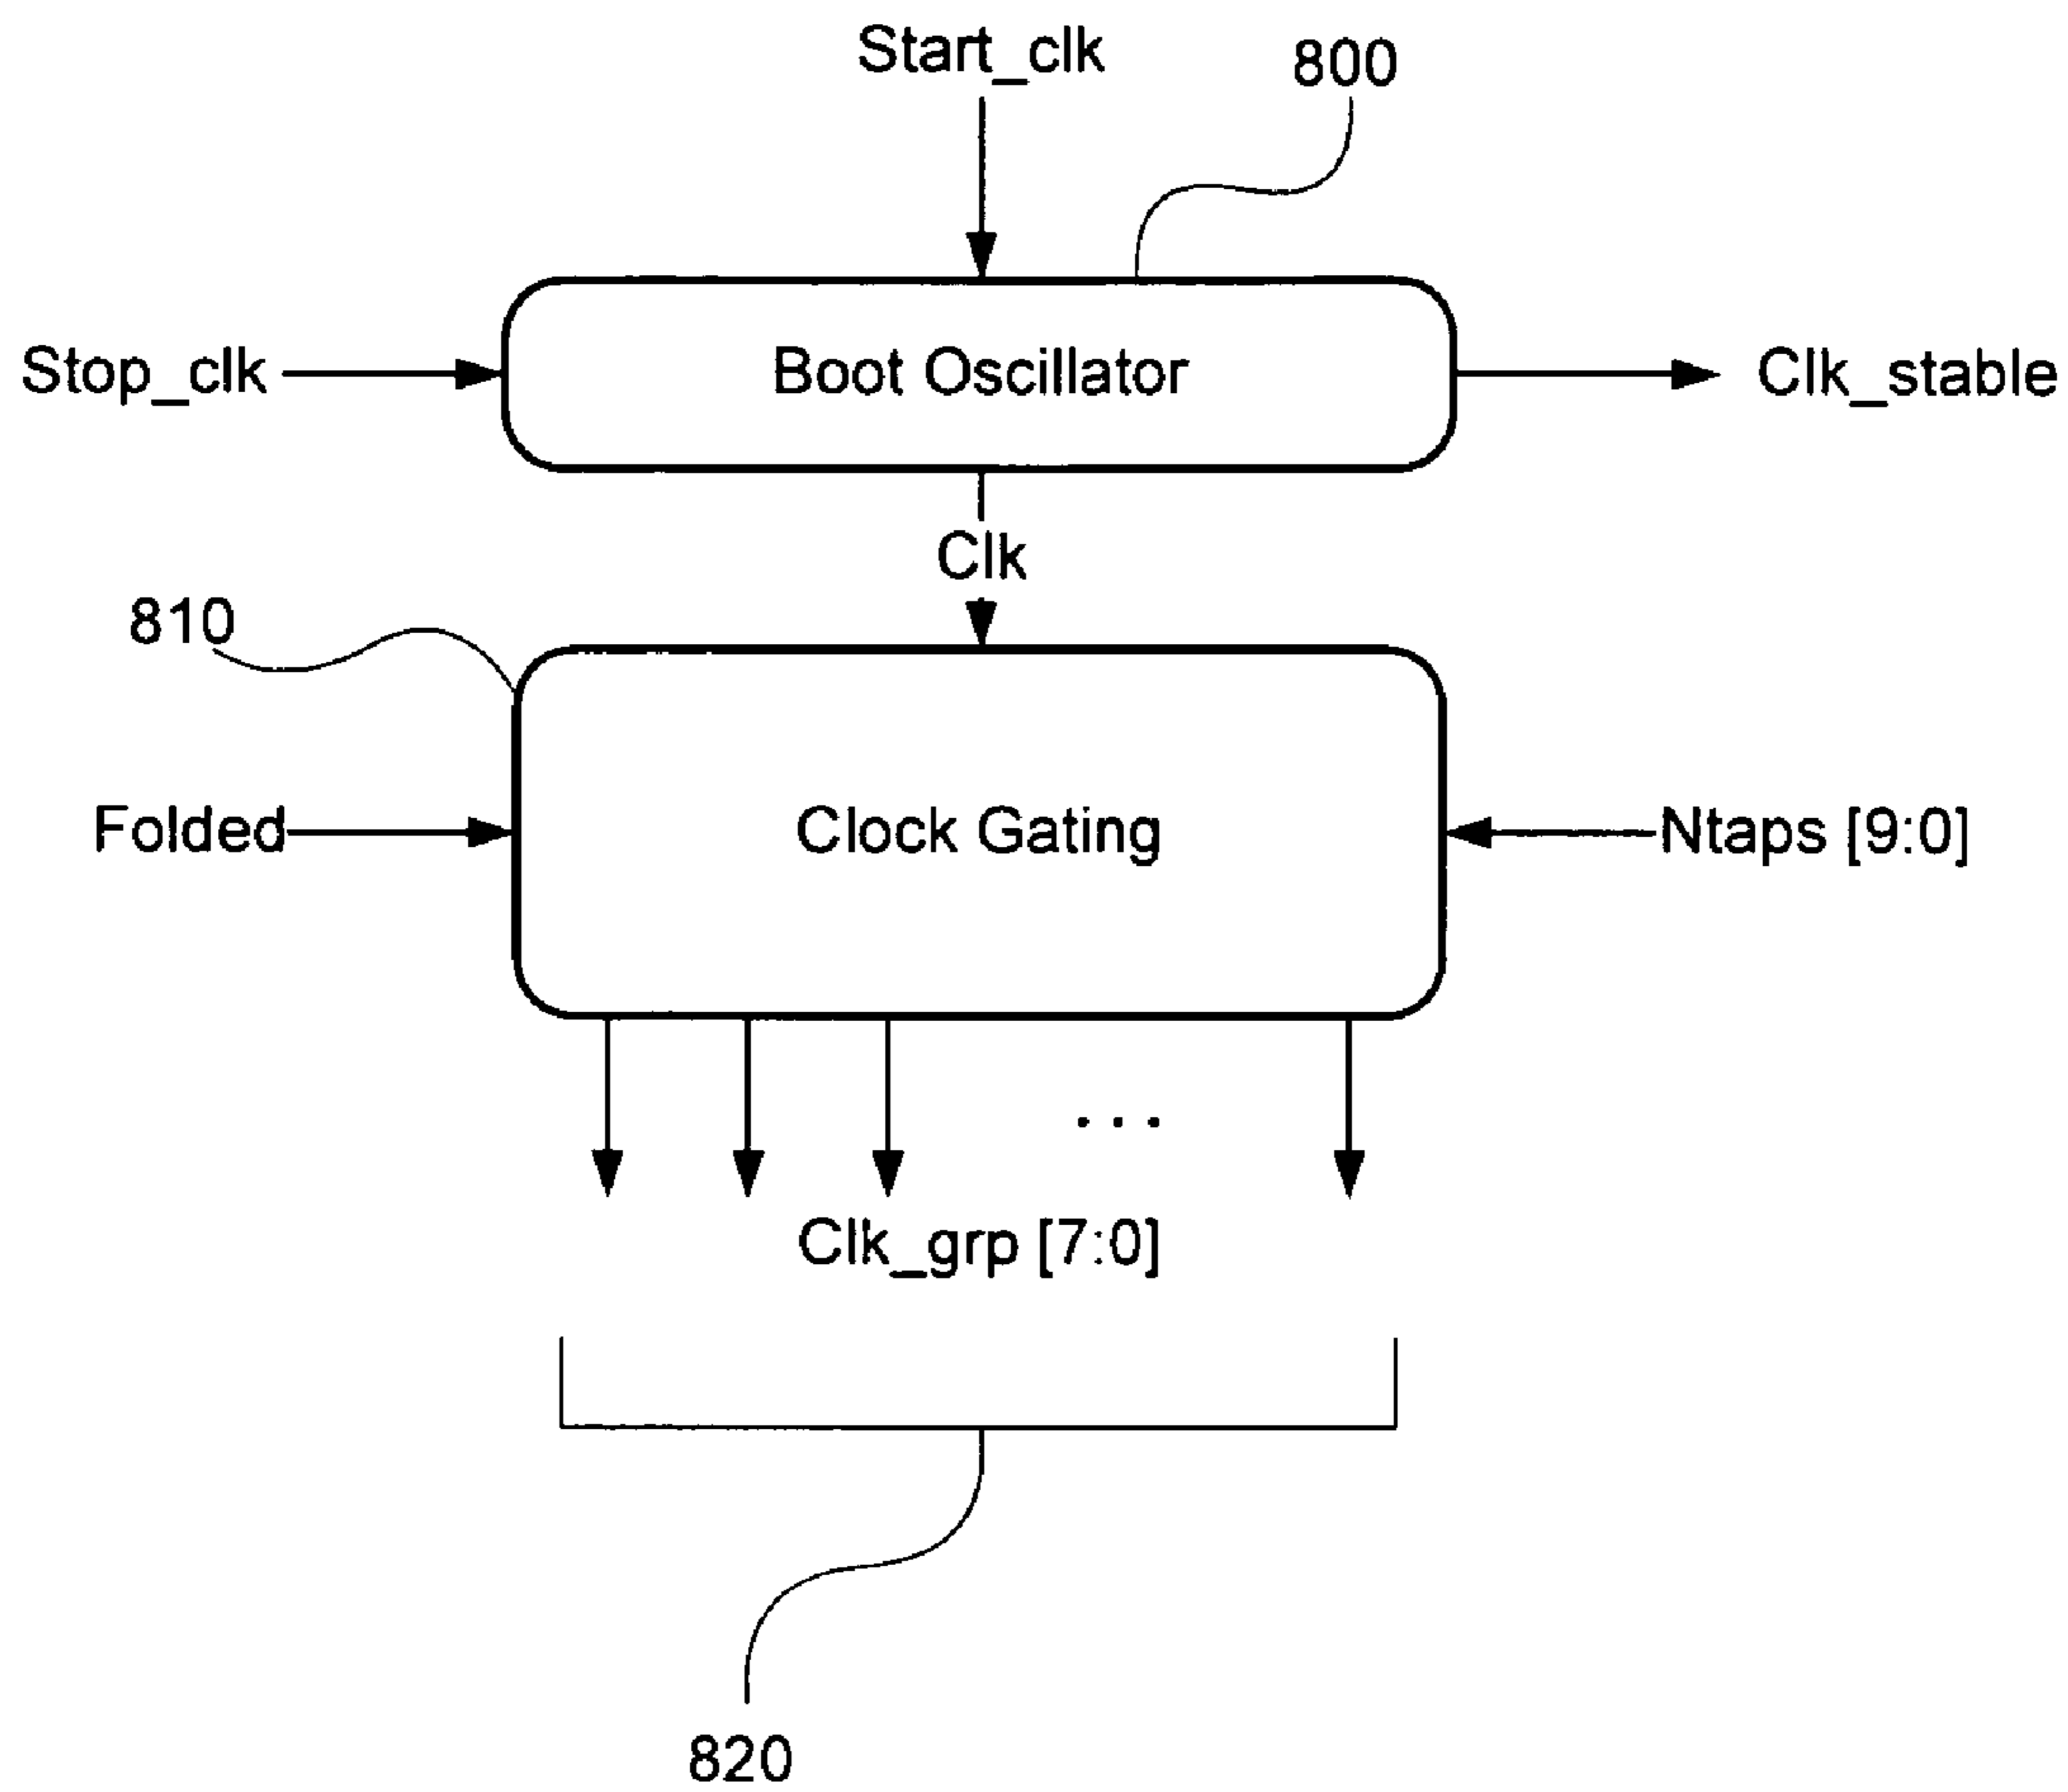 Start_clk
800
Stop_clk
Boot Oscillator
Clk_stable
Clk
810
Folded
Clock Gating
Ntaps [9:0]
...
Clk_grp [7:0]
820